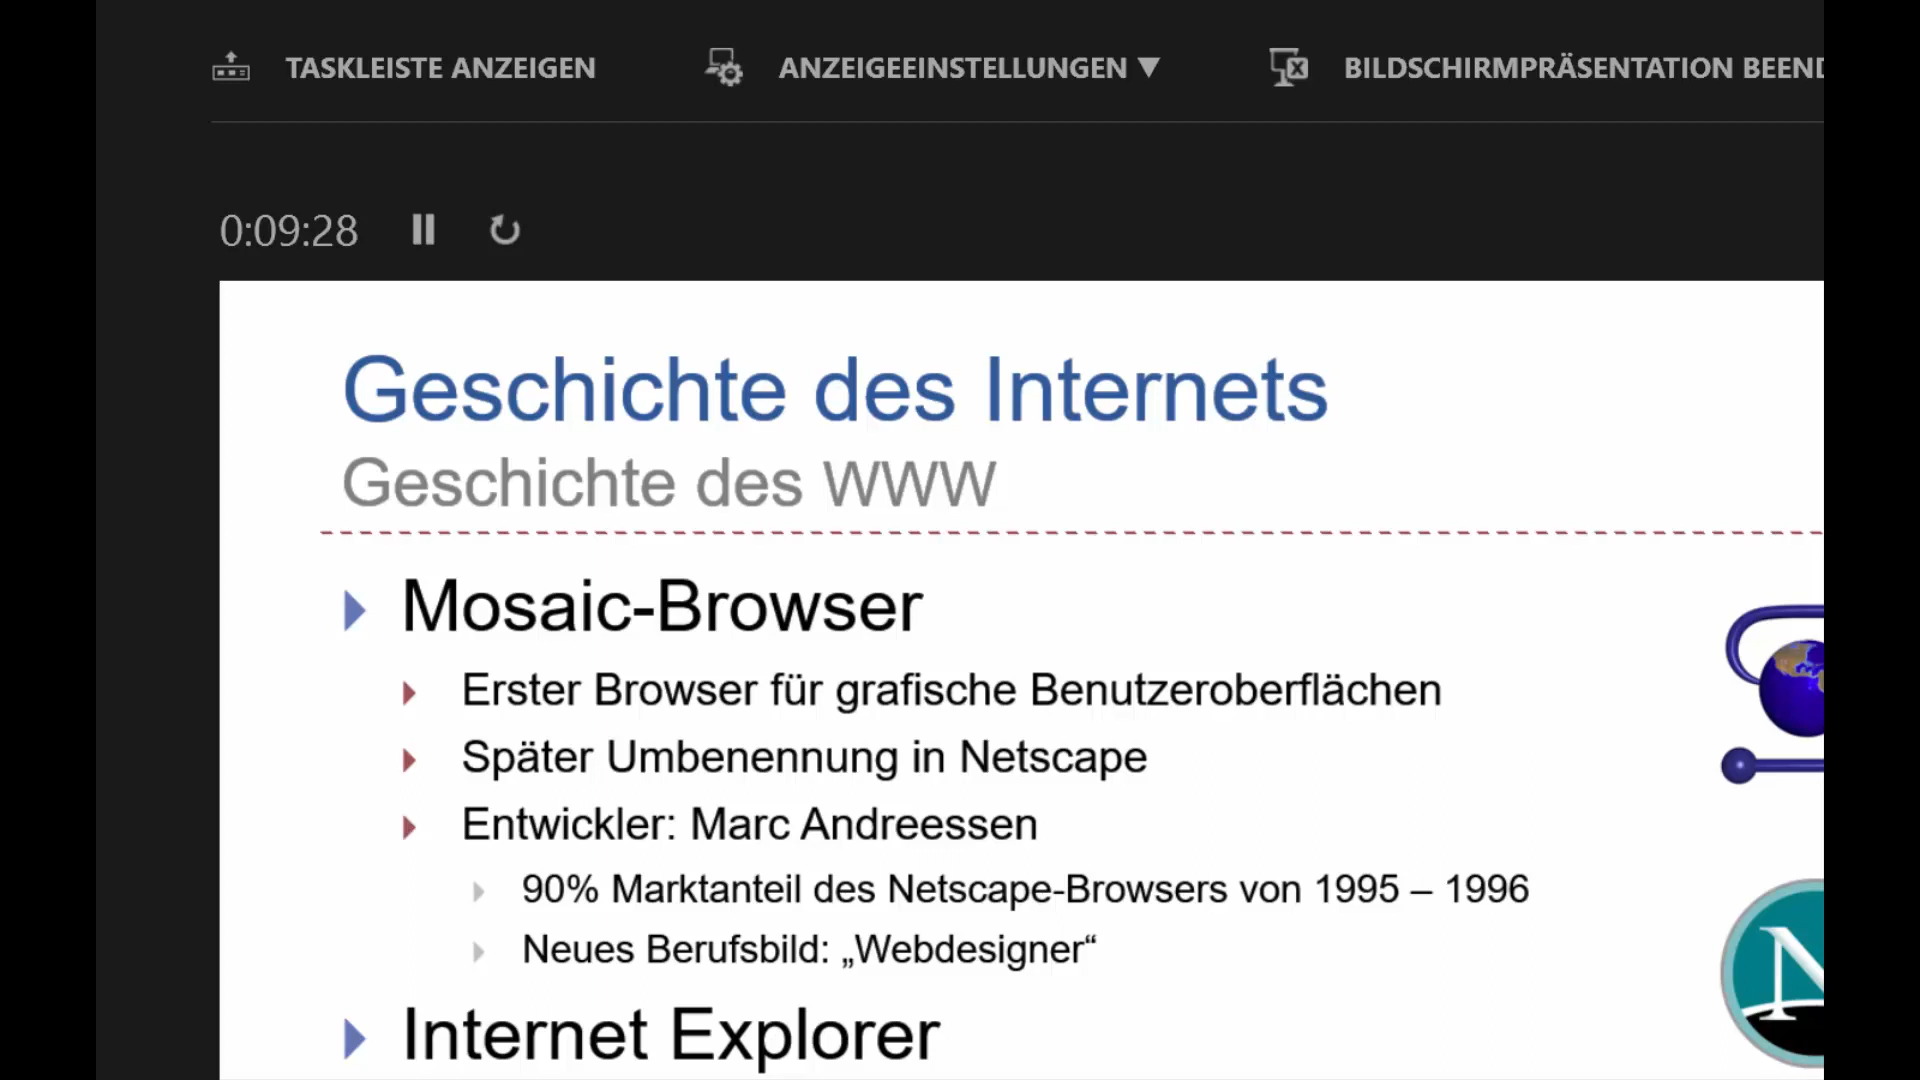 TASKLEISTE ANZEIGEN ANZEIGEEINSTELLUNGEN ▼ BILDSCHIRMPRÄSENTATION BEEND
0:09:28
Geschichte des Internets
Geschichte des WWW
Mosaic-Browser
Erster Browser für grafische Benutzeroberflächen
Später Umbenennung in Netscape
Entwickler: Marc Andreessen
90% Marktanteil des Netscape-Browsers von 1995 – 1996
Neues Berufsbild: „Webdesigner“
N
Internet Explorer